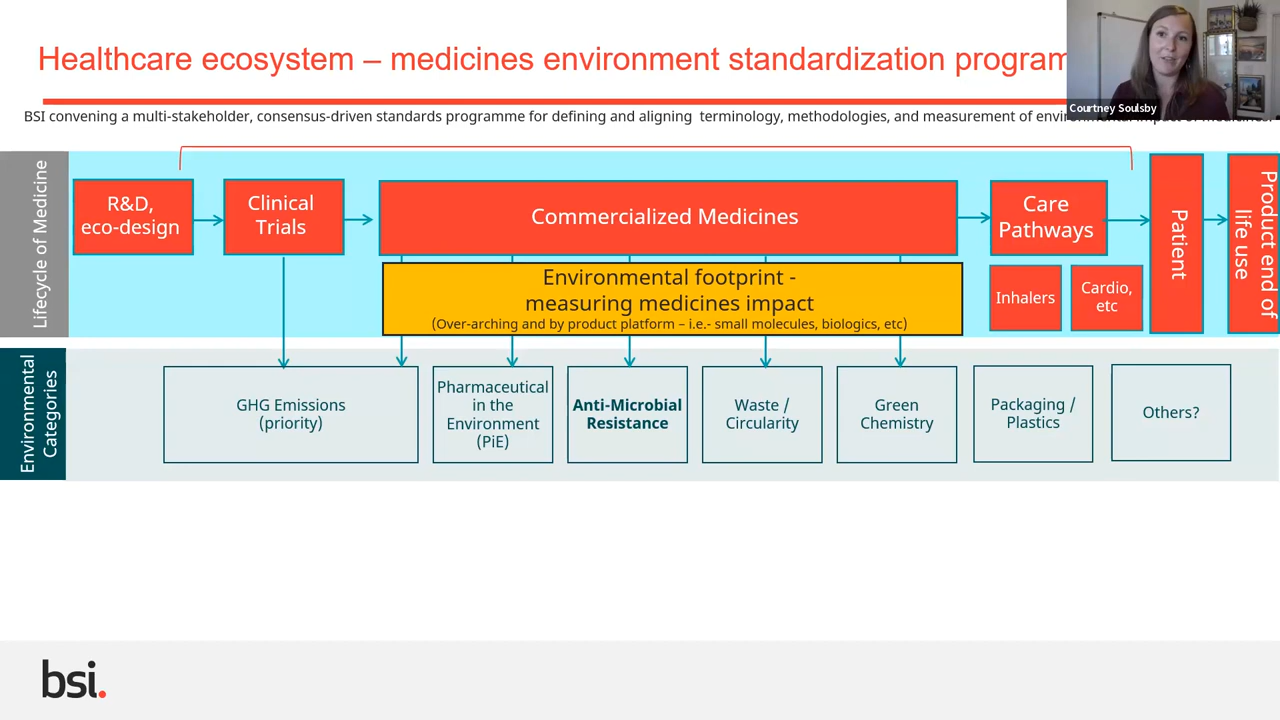 Healthcare ecosystem – medicines environment standardization program
Courtney Soulsby
BSI convening a multi-stakeholder, consensus-driven standards programme for defining and aligning terminology, methodologies, and measurement of environmental impact of medicines.
Lifecycle of Medicine
R&D,
eco-design
Clinical
Trials
Commercialized Medicines
Care
Pathways
Patient
Product end of
life use
Environmental footprint -
measuring medicines impact
(Over-arching and by product platform – i.e.- small molecules, biologics, etc)
Inhalers
Cardio,
etc
Environmental
Categories
GHG Emissions
(priority)
Pharmaceutical
in the
Environment
(PiE)
Anti-Microbial
Resistance
Waste /
Circularity
Green
Chemistry
Packaging /
Plastics
Others?
bsi.